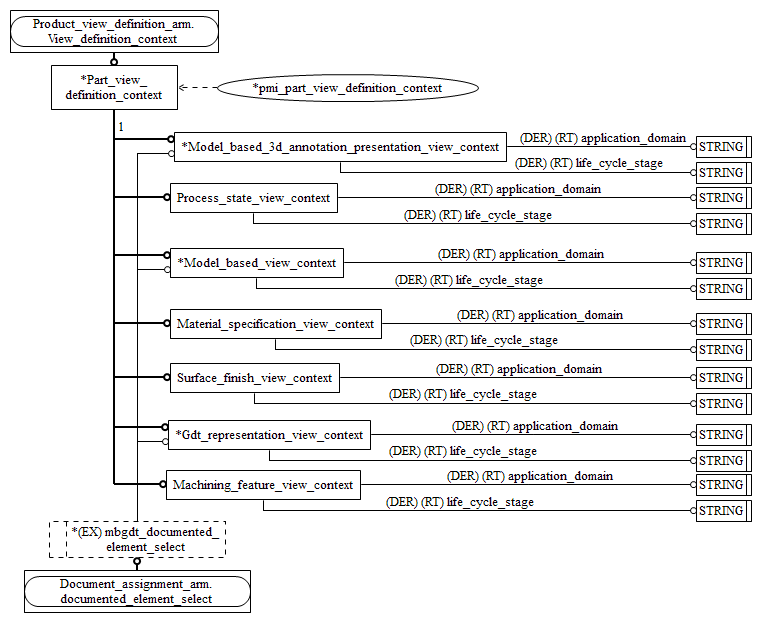 Product_view_definition_arm.
View_definition_context
*Part_view_
definition_context
*pmi_part_view_definition_context
1
*Model_based_3d_annotation_presentation_view_context
(DER) (RT) application_domain
STRING
(DER) (RT) life_cycle_stage
STRING
Process_state_view_context
(DER) (RT) application_domain
STRING
(DER) (RT) life_cycle_stage
STRING
*Model_based_view_context
(DER) (RT) application_domain
STRING
(DER) (RT) life_cycle_stage
STRING
Material_specification_view_context
(DER) (RT) application_domain
STRING
(DER) (RT) life_cycle_stage
STRING
Surface_finish_view_context
(DER) (RT) application_domain
STRING
(DER) (RT) life_cycle_stage
STRING
*Gdt_representation_view_context
(DER) (RT) application_domain
STRING
(DER) (RT) life_cycle_stage
STRING
Machining_feature_view_context
(DER) (RT) application_domain
STRING
(DER) (RT) life_cycle_stage
STRING
*(EX) mbgdt_documented_
element_select
Document_assignment_arm.
documented_element_select